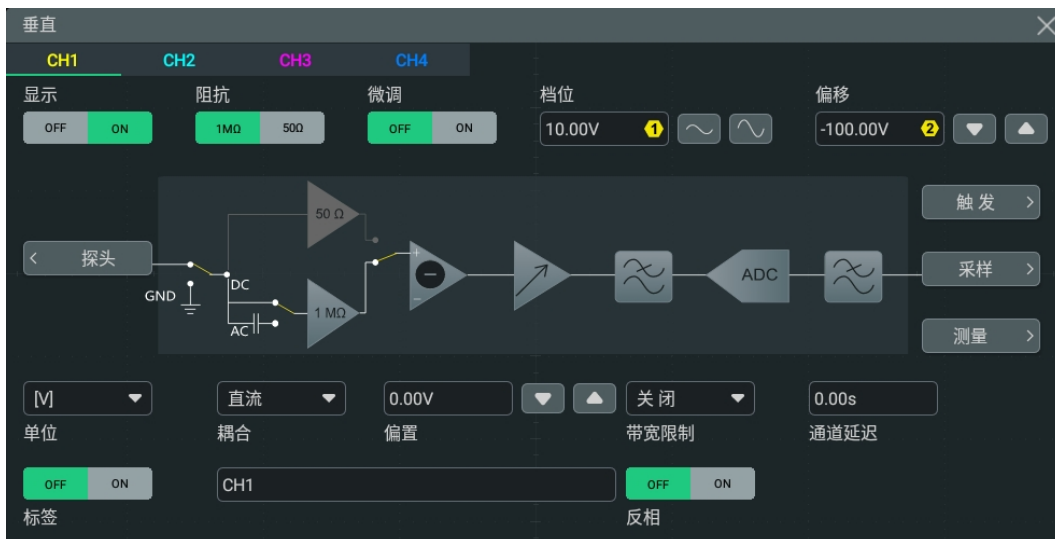 垂直
CH1 CH2 CH3 CH4
显示 阻抗 微调 档位 偏移
OFF ON 1MΩ 50Ω OFF ON 10.00V 1 -100.00V 2
触发 >
50 Ω
< 探头 DC + - ADC 采样 >
GND AC 1 MΩ
测量 >
[V] 直流 0.00V 关闭 0.00s
单位 耦合 偏置 带宽限制 通道延迟
OFF ON CH1 OFF ON
标签 反相